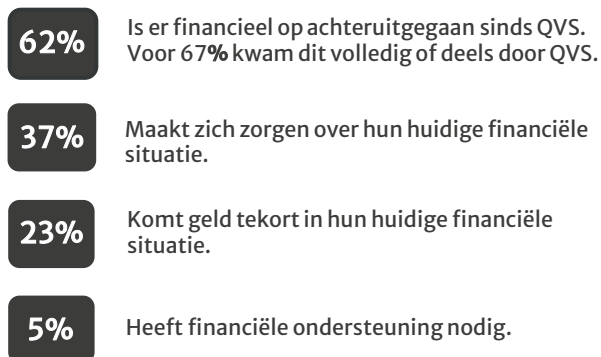 62%
Is er financieel op achteruitgegaan sinds QVS.
Voor 67% kwam dit volledig of deels door QVS.
37%
Maakt zich zorgen over hun huidige financiële
situatie.
23%
Komt geld tekort in hun huidige financiële
situatie.
5%
Heeft financiële ondersteuning nodig.